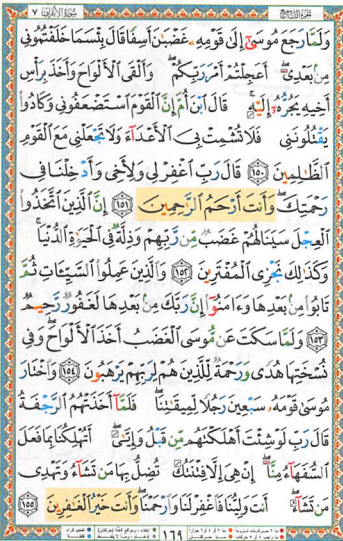 الجزء التاسع سورة الأعراف ٧
وَلَمَّا رَجَعَ مُوسَىٰٓ إِلَىٰ قَوْمِهِۦ غَضْبَٰنَ أَسِفًا قَالَ بِئْسَمَا خَلَفْتُمُونِى
مِنۢ بَعْدِىٓ ۖ أَعَجِلْتُمْ أَمْرَ رَبِّكُمْ ۖ وَأَلْقَى ٱلْأَلْوَاحَ وَأَخَذَ بِرَأْسِ
أَخِيهِ يَجُرُّهُۥٓ إِلَيْهِ ۚ قَالَ ٱبْنَ أُمَّ إِنَّ ٱلْقَوْمَ ٱسْتَضْعَفُونِى وَكَادُوا۟
يَقْتُلُونَنِى فَلَا تُشْمِتْ بِىَ ٱلْأَعْدَآءَ وَلَا تَجْعَلْنِى مَعَ ٱلْقَوْمِ
ٱلظَّٰلِمِينَ ١٥٠ قَالَ رَبِّ ٱغْفِرْ لِى وَلِأَخِى وَأَدْخِلْنَا فِى
رَحْمَتِكَ ۖ وَأَنتَ أَرْحَمُ ٱلرَّٰحِمِينَ ١٥١ إِنَّ ٱلَّذِينَ ٱتَّخَذُوا۟
ٱلْعِجْلَ سَيَنَالُهُمْ غَضَبٌ مِّن رَّبِّهِمْ وَذِلَّةٌ فِى ٱلْحَيَوٰةِ ٱلدُّنْيَا ۚ
وَكَذَٰلِكَ نَجْزِى ٱلْمُفْتَرِينَ ١٥٢ وَٱلَّذِينَ عَمِلُوا۟ ٱلسَّيِّـَٔاتِ ثُمَّ
تَابُوا۟ مِنۢ بَعْدِهَا وَءَامَنُوٓا۟ إِنَّ رَبَّكَ مِنۢ بَعْدِهَا لَغَفُورٌ رَّحِيمٌ
١٥٣ وَلَمَّا سَكَتَ عَن مُّوسَى ٱلْغَضَبُ أَخَذَ ٱلْأَلْوَاحَ ۖ وَفِى
نُسْخَتِهَا هُدًى وَرَحْمَةٌ لِّلَّذِينَ هُمْ لِرَبِّهِمْ يَرْهَبُونَ ١٥٤ وَٱخْتَارَ
مُوسَىٰ قَوْمَهُۥ سَبْعِينَ رَجُلًا لِّمِيقَٰتِنَا ۖ فَلَمَّآ أَخَذَتْهُمُ ٱلرَّجْفَةُ
قَالَ رَبِّ لَوْ شِئْتَ أَهْلَكْتَهُم مِّن قَبْلُ وَإِيَّٰىَ ۖ أَتُهْلِكُنَا بِمَا فَعَلَ
ٱلسُّفَهَآءُ مِنَّآ ۖ إِنْ هِىَ إِلَّا فِتْنَتُكَ تُضِلُّ بِهَا مَن تَشَآءُ وَتَهْدِى
مَن تَشَآءُ ۖ أَنتَ وَلِيُّنَا فَٱغْفِرْ لَنَا وَٱرْحَمْنَا ۖ وَأَنتَ خَيْرُ ٱلْغَٰفِرِينَ ١٥٥
١٦٩